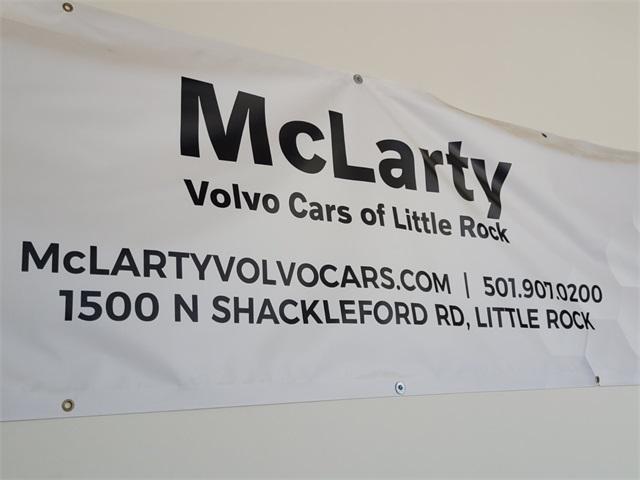 McLarty
Volvo Cars of Little Rock
McLARTYVOLVOCARS.COM | 501.907.0200
1500 N SHACKLEFORD RD, LITTLE ROCK